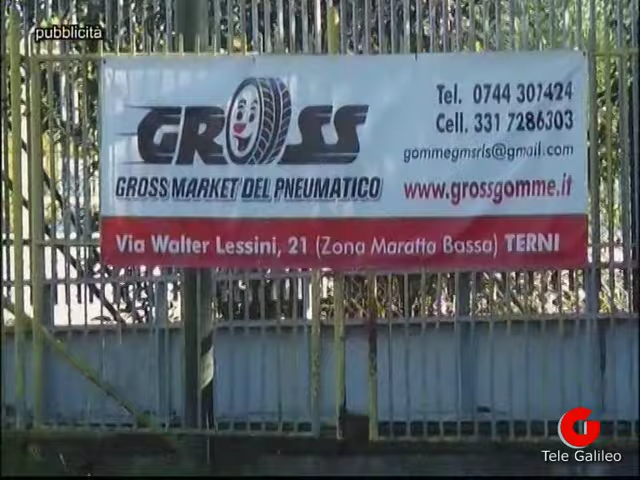 pubblicità
GROSS
GROSS MARKET DEL PNEUMATICO
Tel. 0744 301424
Cell. 331 7286303
gommegmsrls@gmail.com
www.grossgomme.it
Via Walter Lessini, 21 (Zona Maratta Bassa) TERNI
Tele Galileo